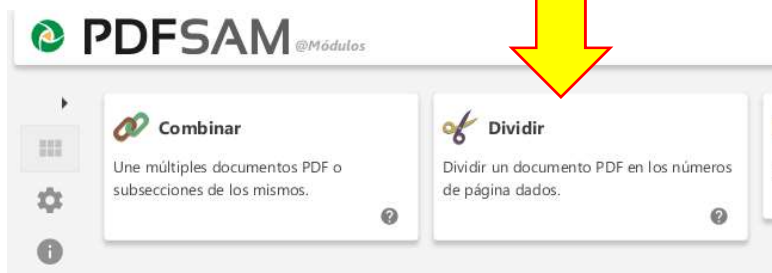 PDFSAM @Módulos
Combinar
Une múltiples documentos PDF o
subsecciones de los mismos.
Dividir
Dividir un documento PDF en los números
de página dados.